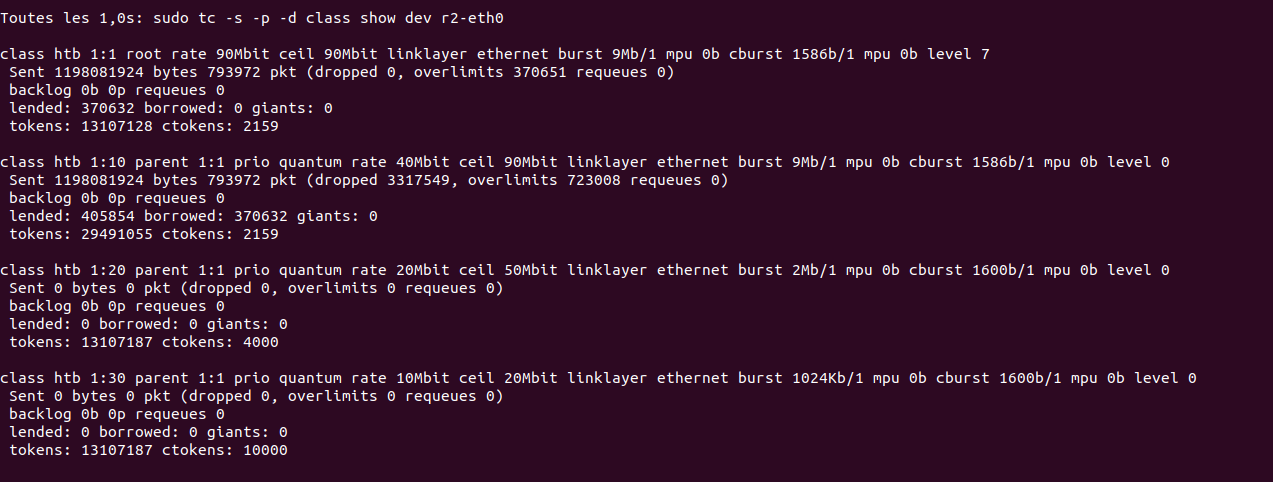 Toutes les 1,0s: sudo tc -s -p -d class show dev r2-eth0
class htb 1:1 root rate 90Mbit ceil 90Mbit linklayer ethernet burst 9Mb/1 mpu 0b cburst 1586b/1 mpu 0b level 7
Sent 1198081924 bytes 793972 pkt (dropped 0, overlimits 370651 requeues 0)
backlog 0b 0p requeues 0
lended: 370632 borrowed: 0 giants: 0
tokens: 13107128 ctokens: 2159
class htb 1:10 parent 1:1 prio quantum rate 40Mbit ceil 90Mbit linklayer ethernet burst 9Mb/1 mpu 0b cburst 1586b/1 mpu 0b level 0
Sent 1198081924 bytes 793972 pkt (dropped 3317549, overlimits 723008 requeues 0)
backlog 0b 0p requeues 0
lended: 405854 borrowed: 370632 giants: 0
tokens: 29491055 ctokens: 2159
class htb 1:20 parent 1:1 prio quantum rate 20Mbit ceil 50Mbit linklayer ethernet burst 2Mb/1 mpu 0b cburst 1600b/1 mpu 0b level 0
Sent 0 bytes 0 pkt (dropped 0, overlimits 0 requeues 0)
backlog 0b 0p requeues 0
lended: 0 borrowed: 0 giants: 0
tokens: 13107187 ctokens: 4000
class htb 1:30 parent 1:1 prio quantum rate 10Mbit ceil 20Mbit linklayer ethernet burst 1024Kb/1 mpu 0b cburst 1600b/1 mpu 0b level 0
Sent 0 bytes 0 pkt (dropped 0, overlimits 0 requeues 0)
backlog 0b 0p requeues 0
lended: 0 borrowed: 0 giants: 0
tokens: 13107187 ctokens: 10000